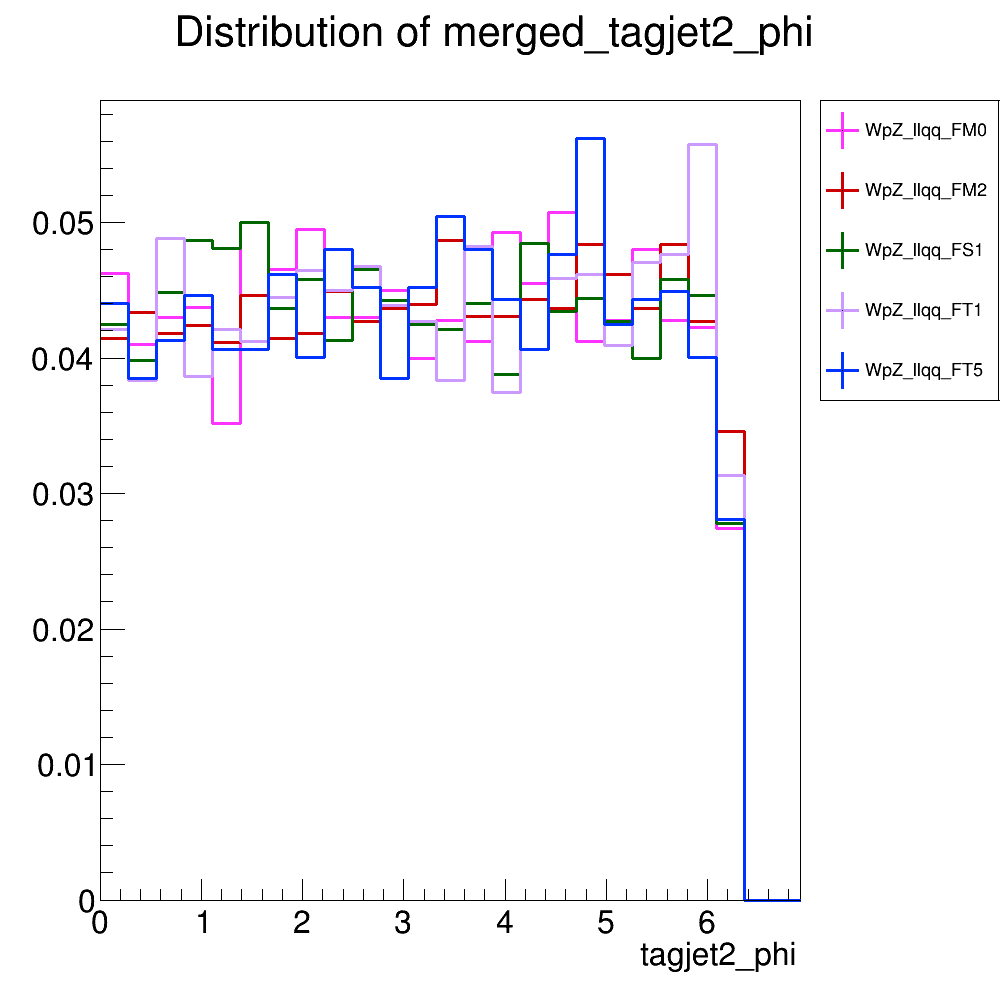 Distribution of merged_tagjet2_phi
WpZ_llqq_FM0
WpZ_llqq_FM2
WpZ_llqq_FS1
WpZ_llqq_FT1
WpZ_llqq_FT5
0.05
0.04
0.03
0.02
0.01
0
0 1 2 3 4 5 6
tagjet2_phi